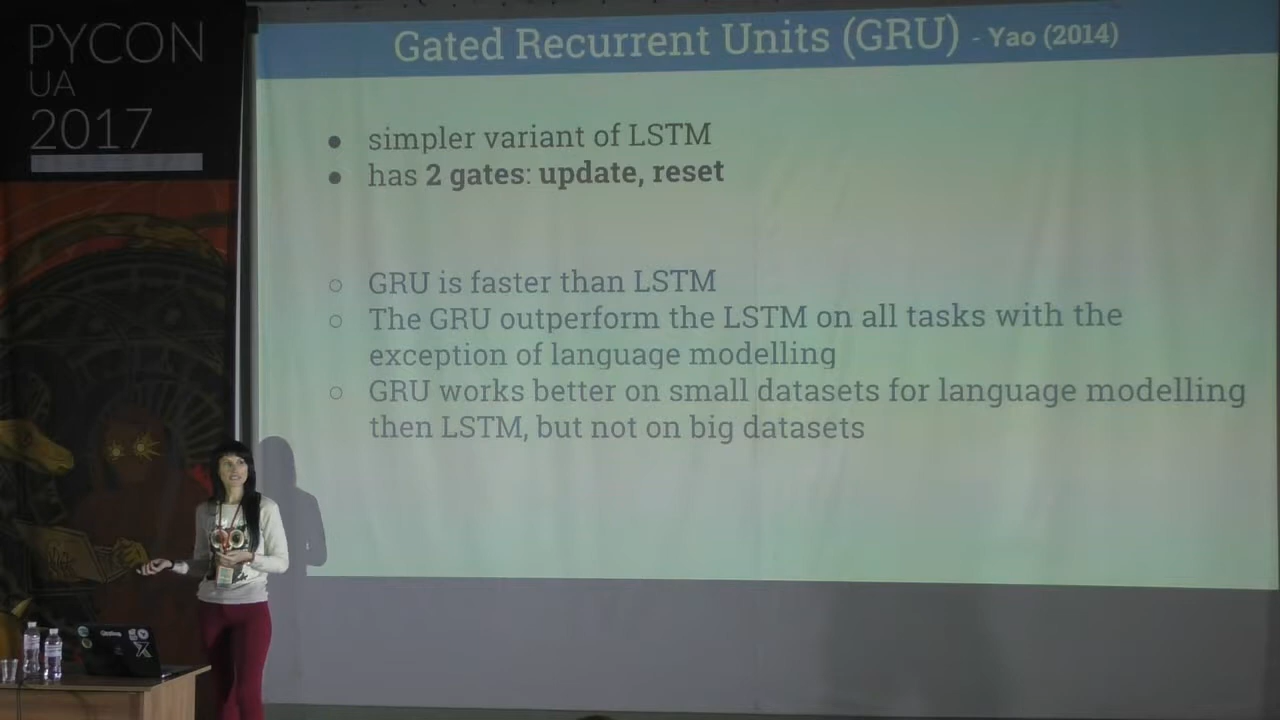 PYCON
UA
2017
Gated Recurrent Units (GRU) - Yao (2014)
● simpler variant of LSTM
● has 2 gates: update, reset
○ GRU is faster than LSTM
○ The GRU outperform the LSTM on all tasks with the
exception of language modelling
○ GRU works better on small datasets for language modelling
then LSTM, but not on big datasets